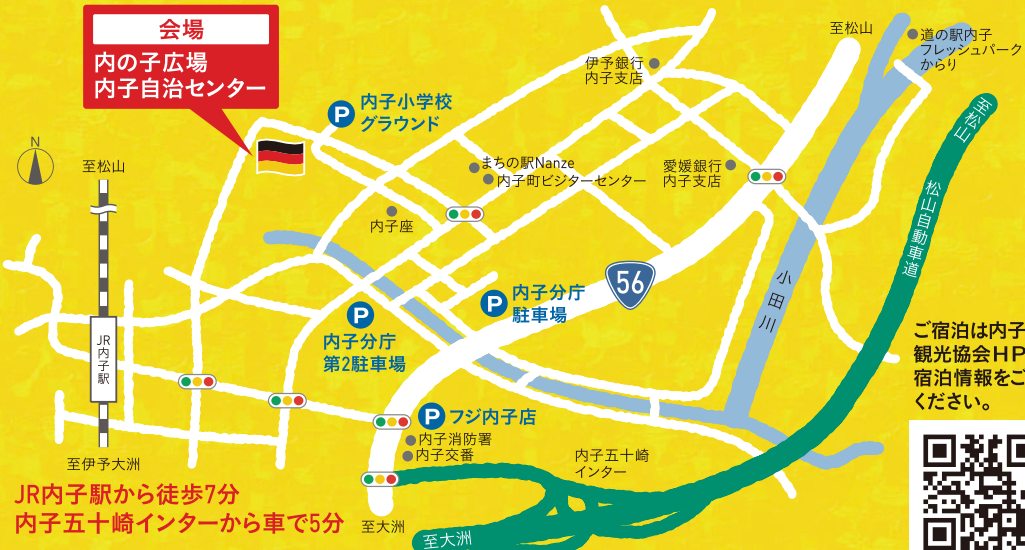 会場
内の子広場
内子自治センター
N
至松山
JR内子駅
至伊予大洲
P 内子小学校
グラウンド
伊予銀行
内子支店
至松山
道の駅内子
フレッシュパーク
からり
まちの駅Nanze
内子町ビジターセンター
愛媛銀行
内子支店
内子座
至松山
松山自動車道
小田川
56
P 内子分庁
駐車場
P
内子分庁
第2駐車場
P フジ内子店
内子消防署
内子交番
内子五十崎
インター
至大洲
至大洲
ご宿泊は内子
観光協会HP
宿泊情報をご
ください。
JR内子駅から徒歩7分
内子五十崎インターから車で5分